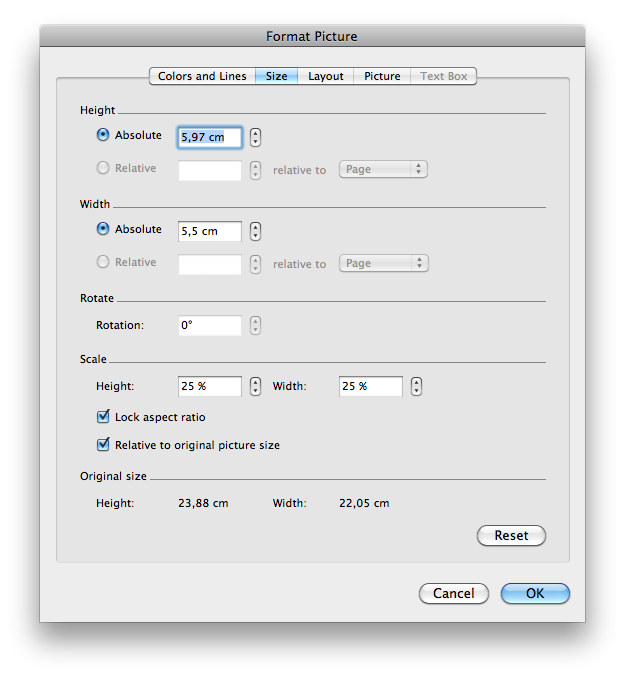 Format Picture
Colors and Lines Size Layout Picture Text Box
Height
Absolute 5,97 cm
Relative relative to Page
Width
Absolute 5,5 cm
Relative relative to Page
Rotate
Rotation: 0°
Scale
Height: 25 % Width: 25 %
Lock aspect ratio
Relative to original picture size
Original size
Height: 23,88 cm Width: 22,05 cm
Reset
Cancel OK